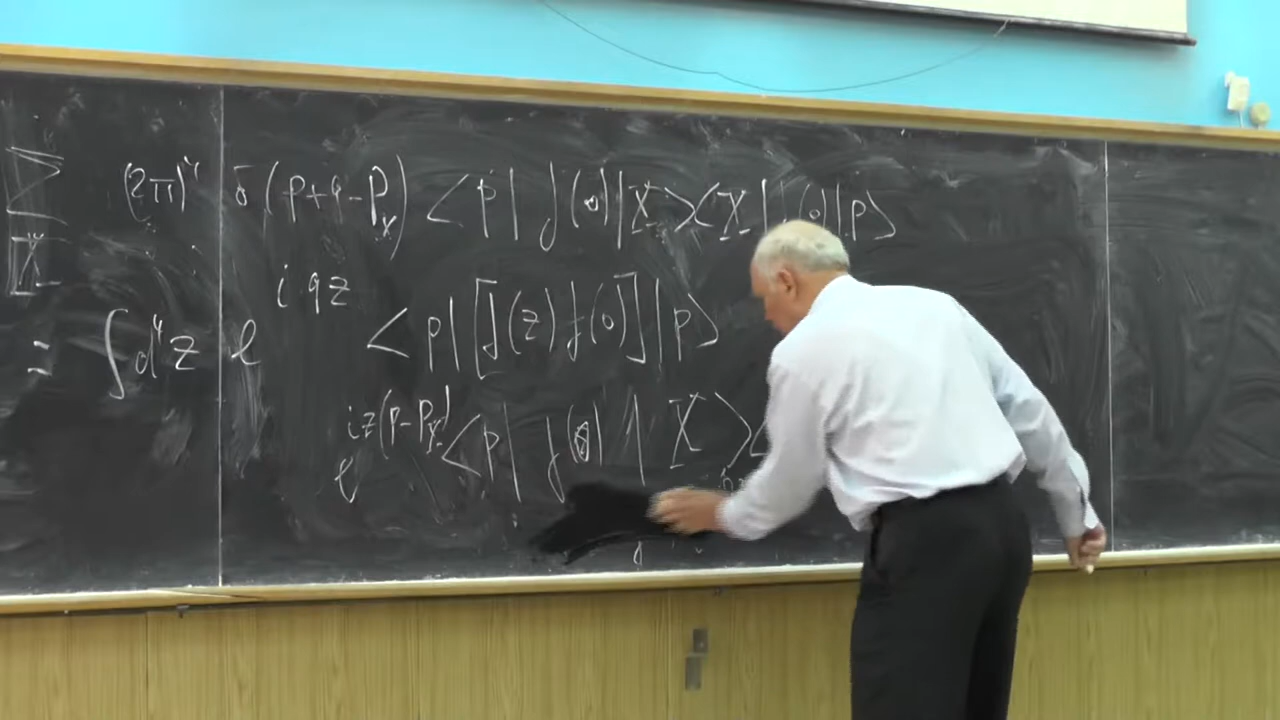 Σ (2π)⁴ δ(p+q-P_X) <p| j(0) |X><X| j(0) |p>
X
= ∫d⁴z e^{iqz} <p| [j(z) j(0)] |p>
e^{iz(p-P_X)} <p| j(0) | X>